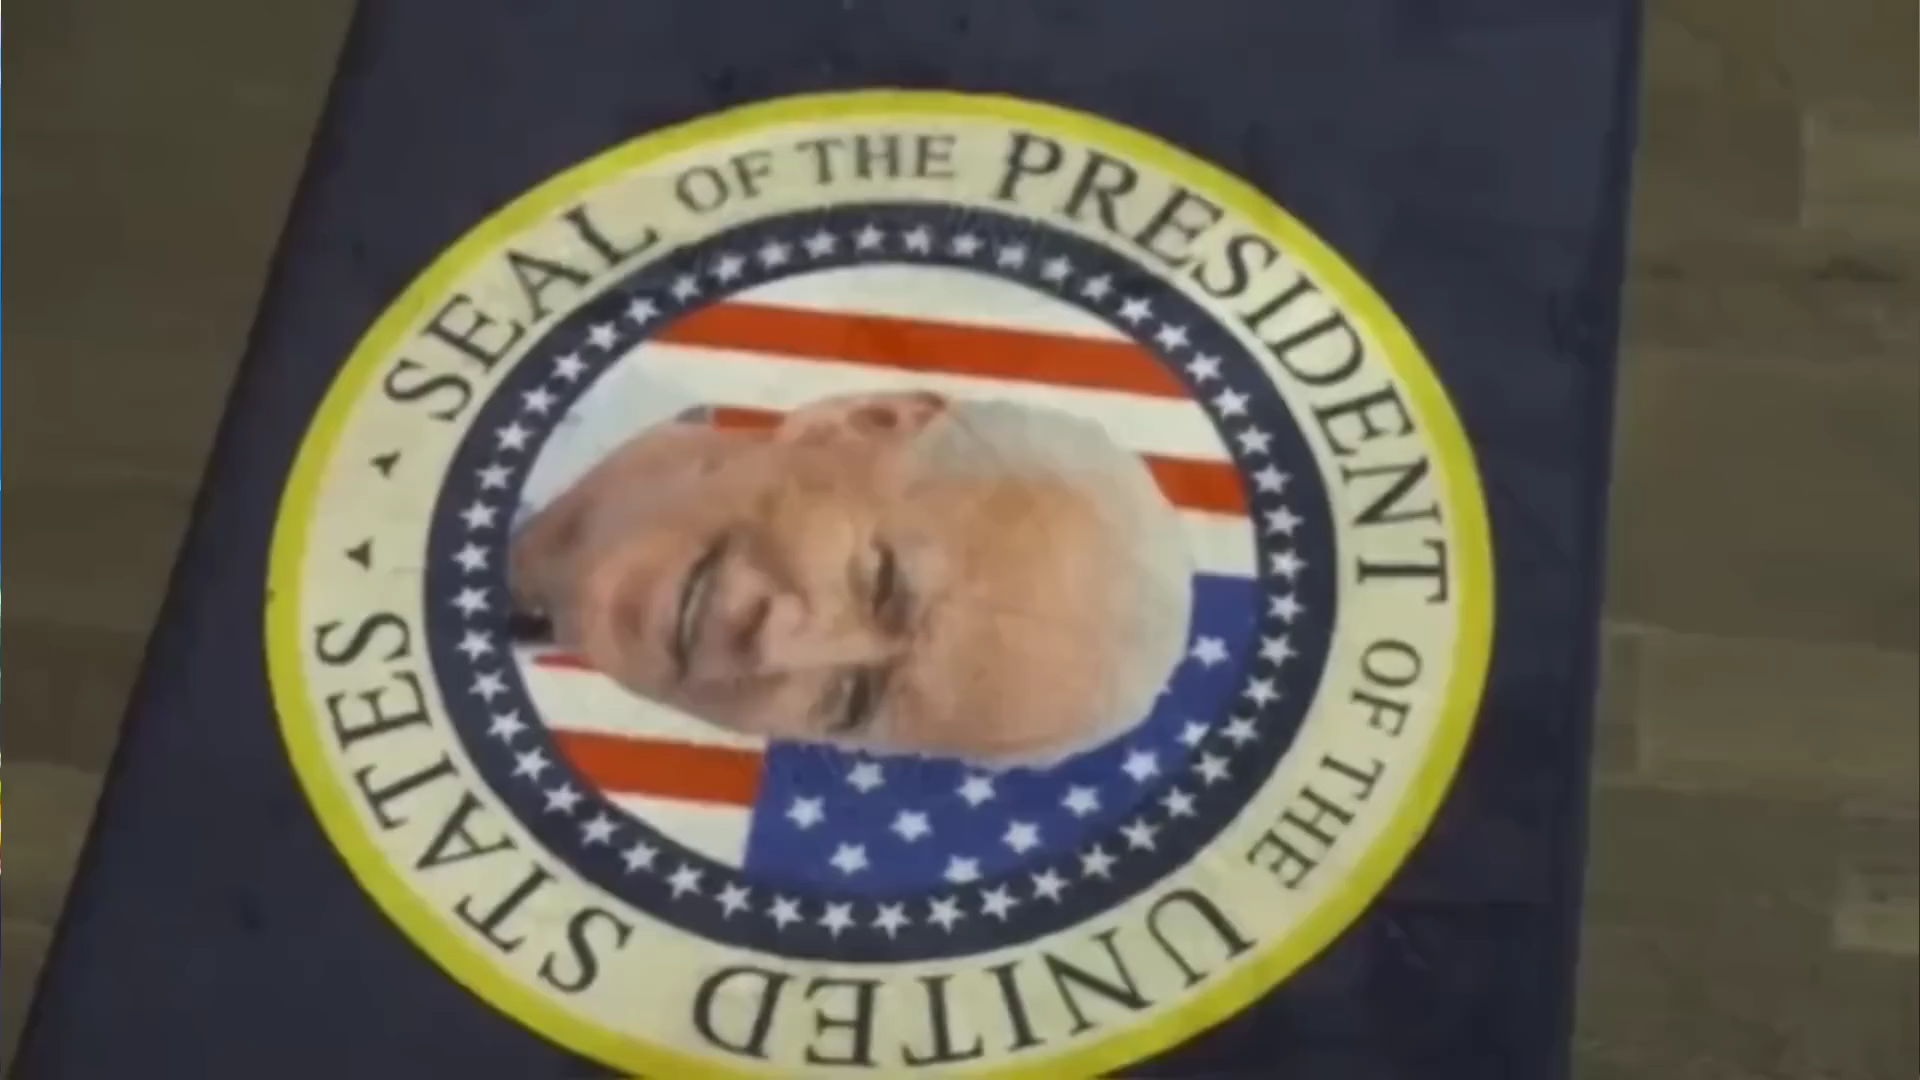 SEAL OF THE PRESIDENT OF THE UNITED STATES